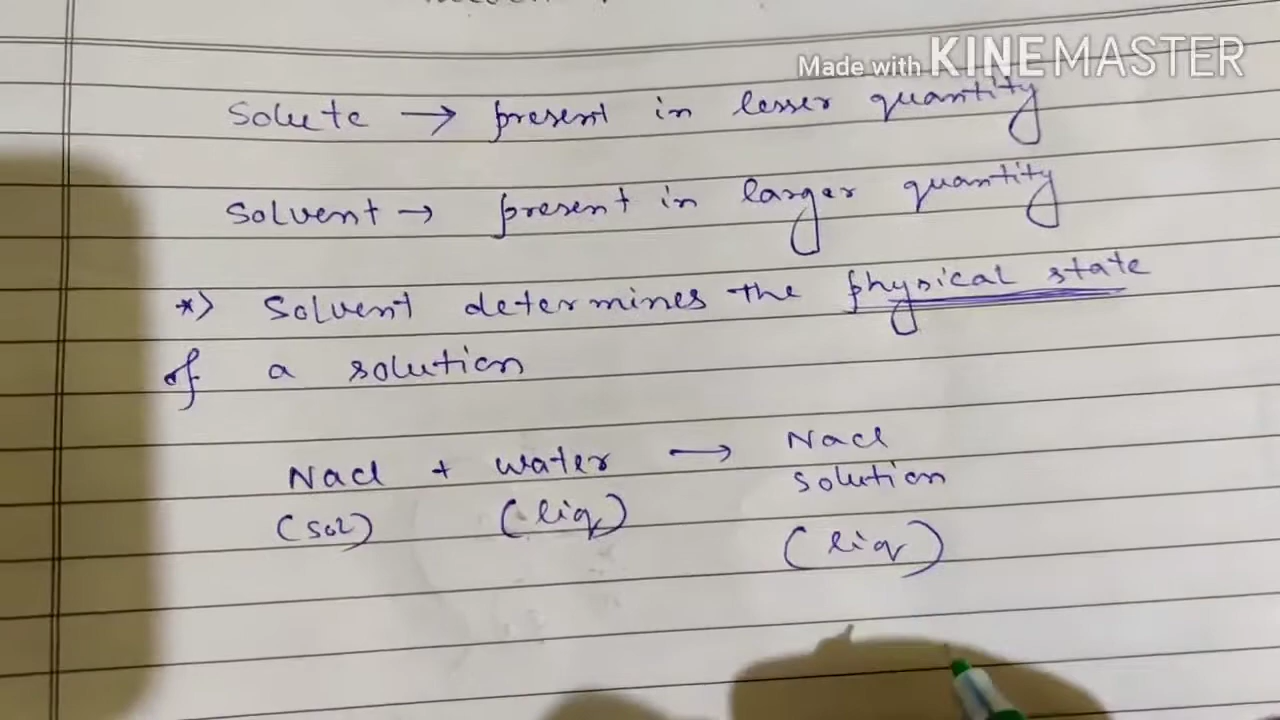 Made with KINEMASTER
Solute → present in lesser quantity
Solvent → present in larger quantity
*) Solvent determines the physical state
of a solution
Nacl + water → Nacl
solution
(sol) (liq) (liq)